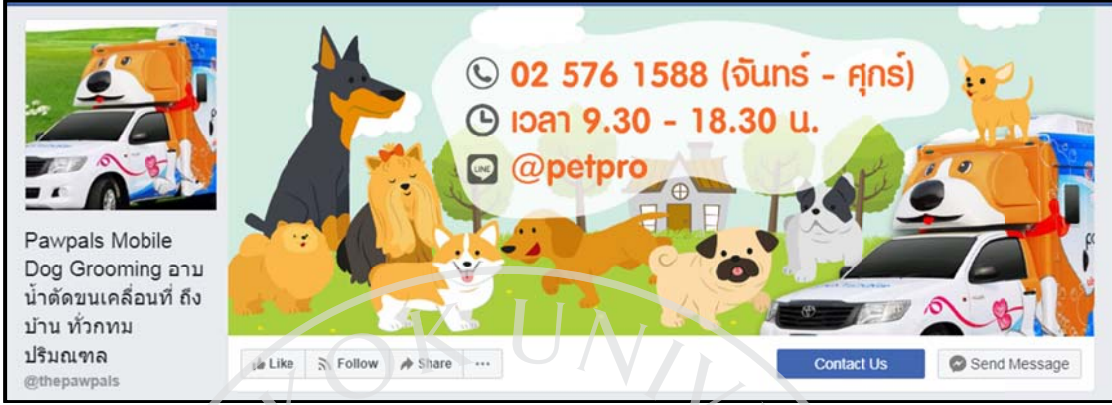 02 576 1588 (จันทร์ - ศุกร์)
เวลา 9.30 - 18.30 น.
LINE @petpro
Pawpals Mobile
Dog Grooming อาบ
น้ำตัดขนเคลื่อนที่ ถึง
บ้าน ทั่วกทม
ปริมณฑล
@thepawpals
Like Follow Share ...
Contact Us Send Message